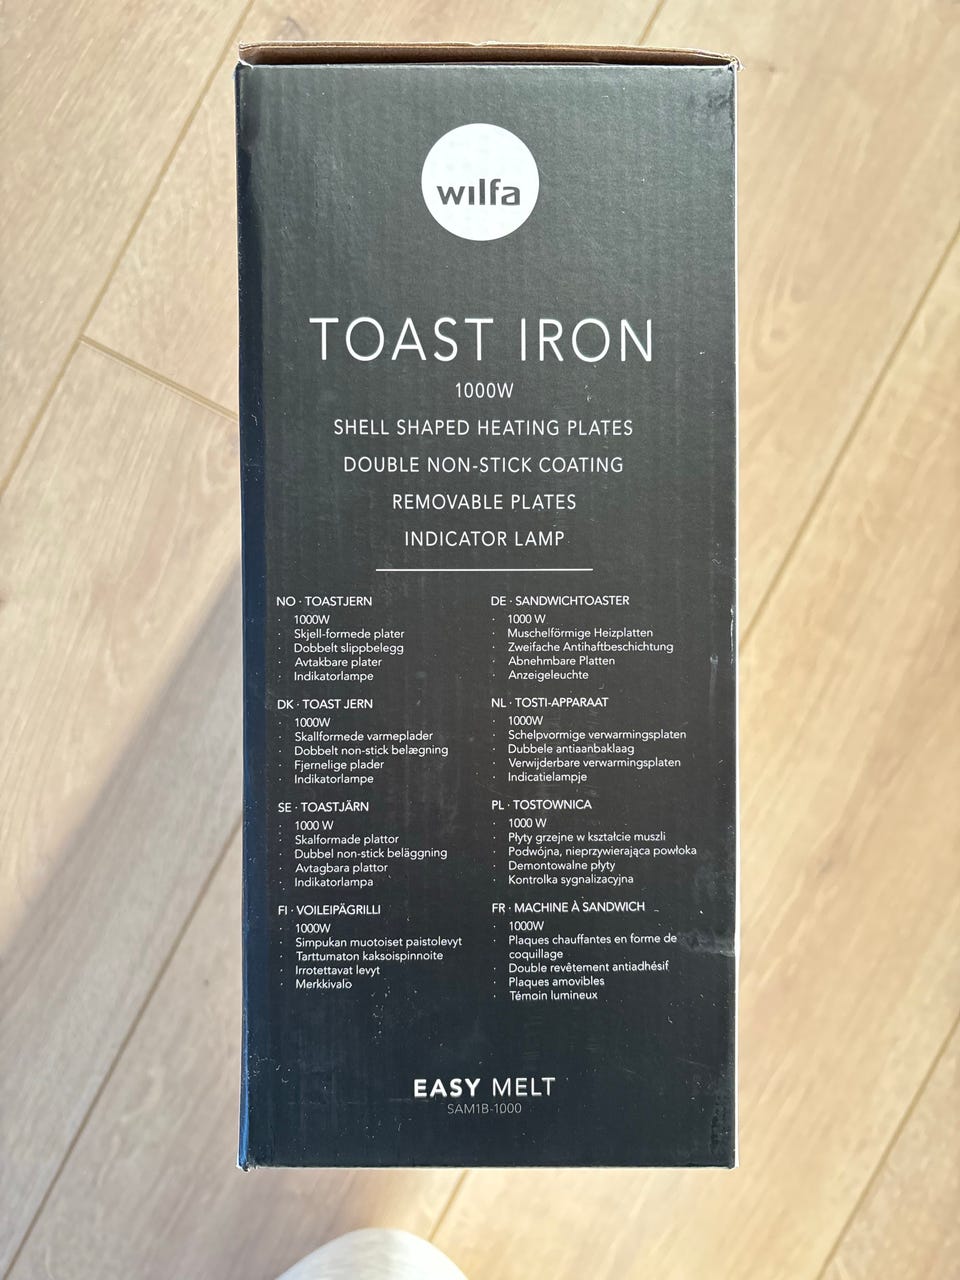 wilfa
TOAST IRON
1000W
SHELL SHAPED HEATING PLATES
DOUBLE NON-STICK COATING
REMOVABLE PLATES
INDICATOR LAMP
NO · TOASTJERN
· 1000W
· Skjell-formede plater
· Dobbelt slippbelegg
· Avtakbare plater
· Indikatorlampe
DK · TOAST JERN
· 1000W
· Skallformede varmeplader
· Dobbelt non-stick belægning
· Fjernelige plader
· Indikatorlampe
SE · TOASTJÄRN
· 1000 W
· Skalformade plattor
· Dubbel non-stick beläggning
· Avtagbara plattor
· Indikatorlampa
FI · VOILEIPÄGRILLI
· 1000W
· Simpukan muotoiset paistolevyt
· Tarttumaton kaksoispinnoite
· Irrotettavat levyt
· Merkkivalo
DE · SANDWICHTOASTER
· 1000 W
· Muschelförmige Heizplatten
· Zweifache Antihaftbeschichtung
· Abnehmbare Platten
· Anzeigeleuchte
NL · TOSTI-APPARAAT
· 1000W
· Schelpvormige verwarmingsplaten
· Dubbele antiaanbaklaag
· Verwijderbare verwarmingsplaten
· Indicatielampje
PL · TOSTOWNICA
· 1000 W
· Płyty grzejne w kształcie muszli
· Podwójna, nieprzywierająca powłoka
· Demontowalne płyty
· Kontrolka sygnalizacyjna
FR · MACHINE À SANDWICH
· 1000W
· Plaques chauffantes en forme de
coquillage
· Double revêtement antiadhésif
· Plaques amovibles
· Témoin lumineux
EASY MELT
SAM1B-1000